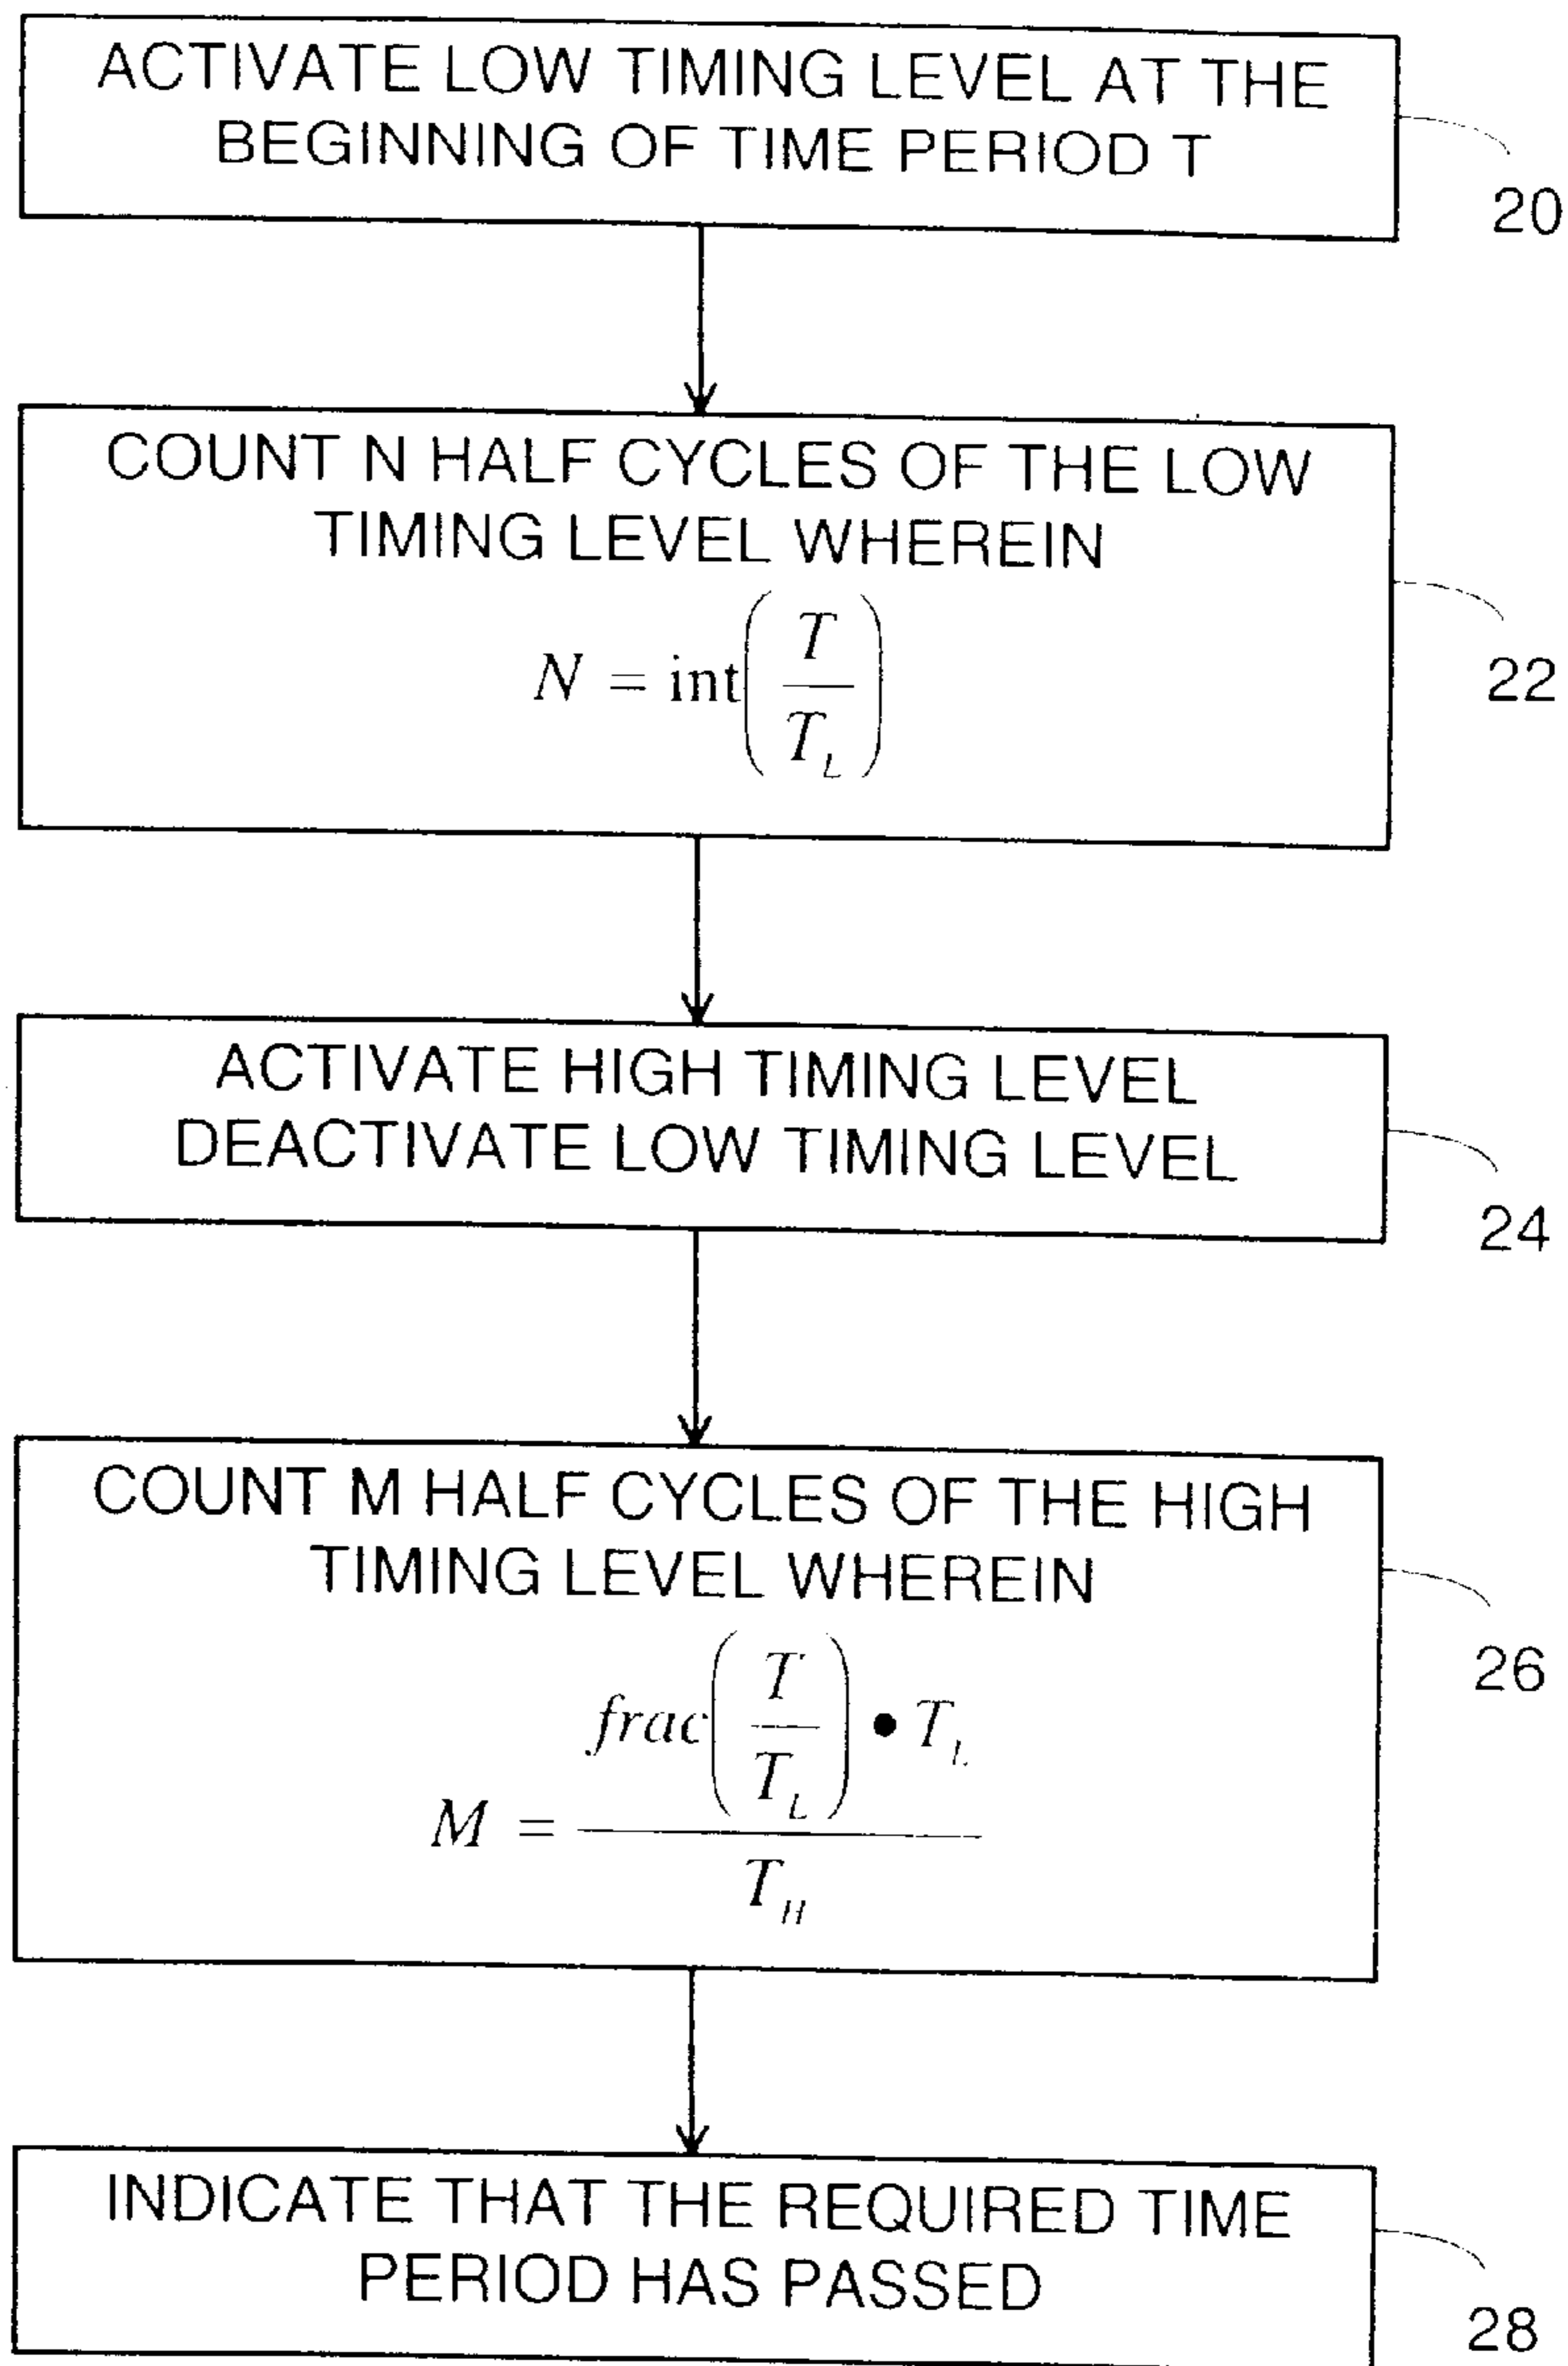 ACTIVATE LOW TIMING LEVEL AT THE
BEGINNING OF TIME PERIOD T
20
COUNT N HALF CYCLES OF THE LOW
TIMING LEVEL WHEREIN
N = int(T / T_L)
22
ACTIVATE HIGH TIMING LEVEL
DEACTIVATE LOW TIMING LEVEL
24
COUNT M HALF CYCLES OF THE HIGH
TIMING LEVEL WHEREIN
M = frac(T / T_L) • T_L / T_H
26
INDICATE THAT THE REQUIRED TIME
PERIOD HAS PASSED
28